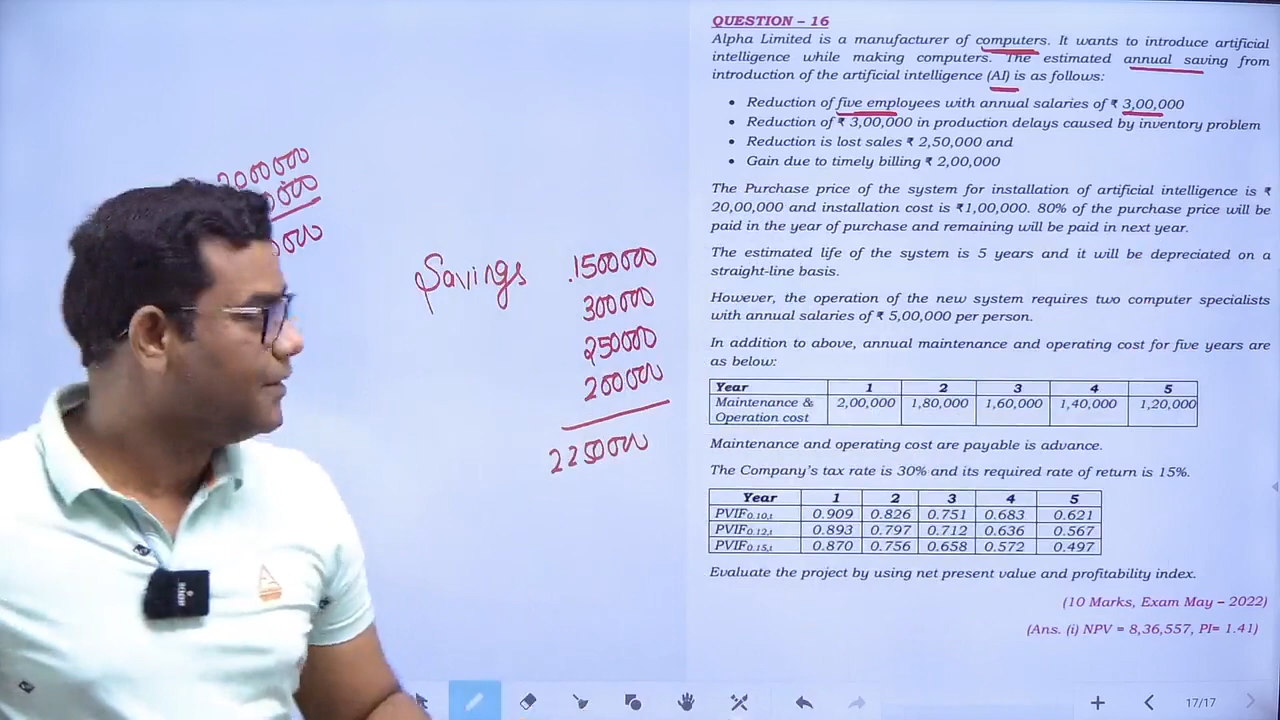 QUESTION – 16
Alpha Limited is a manufacturer of computers. It wants to introduce artificial
intelligence while making computers. The estimated annual saving from
introduction of the artificial intelligence (AI) is as follows:
• Reduction of five employees with annual salaries of ₹ 3,00,000
• Reduction of ₹ 3,00,000 in production delays caused by inventory problem
• Reduction is lost sales ₹ 2,50,000 and
• Gain due to timely billing ₹ 2,00,000
The Purchase price of the system for installation of artificial intelligence is ₹
20,00,000 and installation cost is ₹1,00,000. 80% of the purchase price will be
paid in the year of purchase and remaining will be paid in next year.
The estimated life of the system is 5 years and it will be depreciated on a
straight-line basis.
However, the operation of the new system requires two computer specialists
with annual salaries of ₹ 5,00,000 per person.
In addition to above, annual maintenance and operating cost for five years are
as below:
Year 1 2 3 4 5
Maintenance & 2,00,000 1,80,000 1,60,000 1,40,000 1,20,000
Operation cost
Maintenance and operating cost are payable is advance.
The Company's tax rate is 30% and its required rate of return is 15%.
Year 1 2 3 4 5
PVIF0.10,t 0.909 0.826 0.751 0.683 0.621
PVIF0.12,t 0.893 0.797 0.712 0.636 0.567
PVIF0.15,t 0.870 0.756 0.658 0.572 0.497
Evaluate the project by using net present value and profitability index.
(10 Marks, Exam May – 2022)
(Ans. (i) NPV = 8,36,557, PI= 1.41)
2000000
Savings 1500000
300000
250000
200000
2250000
17/17